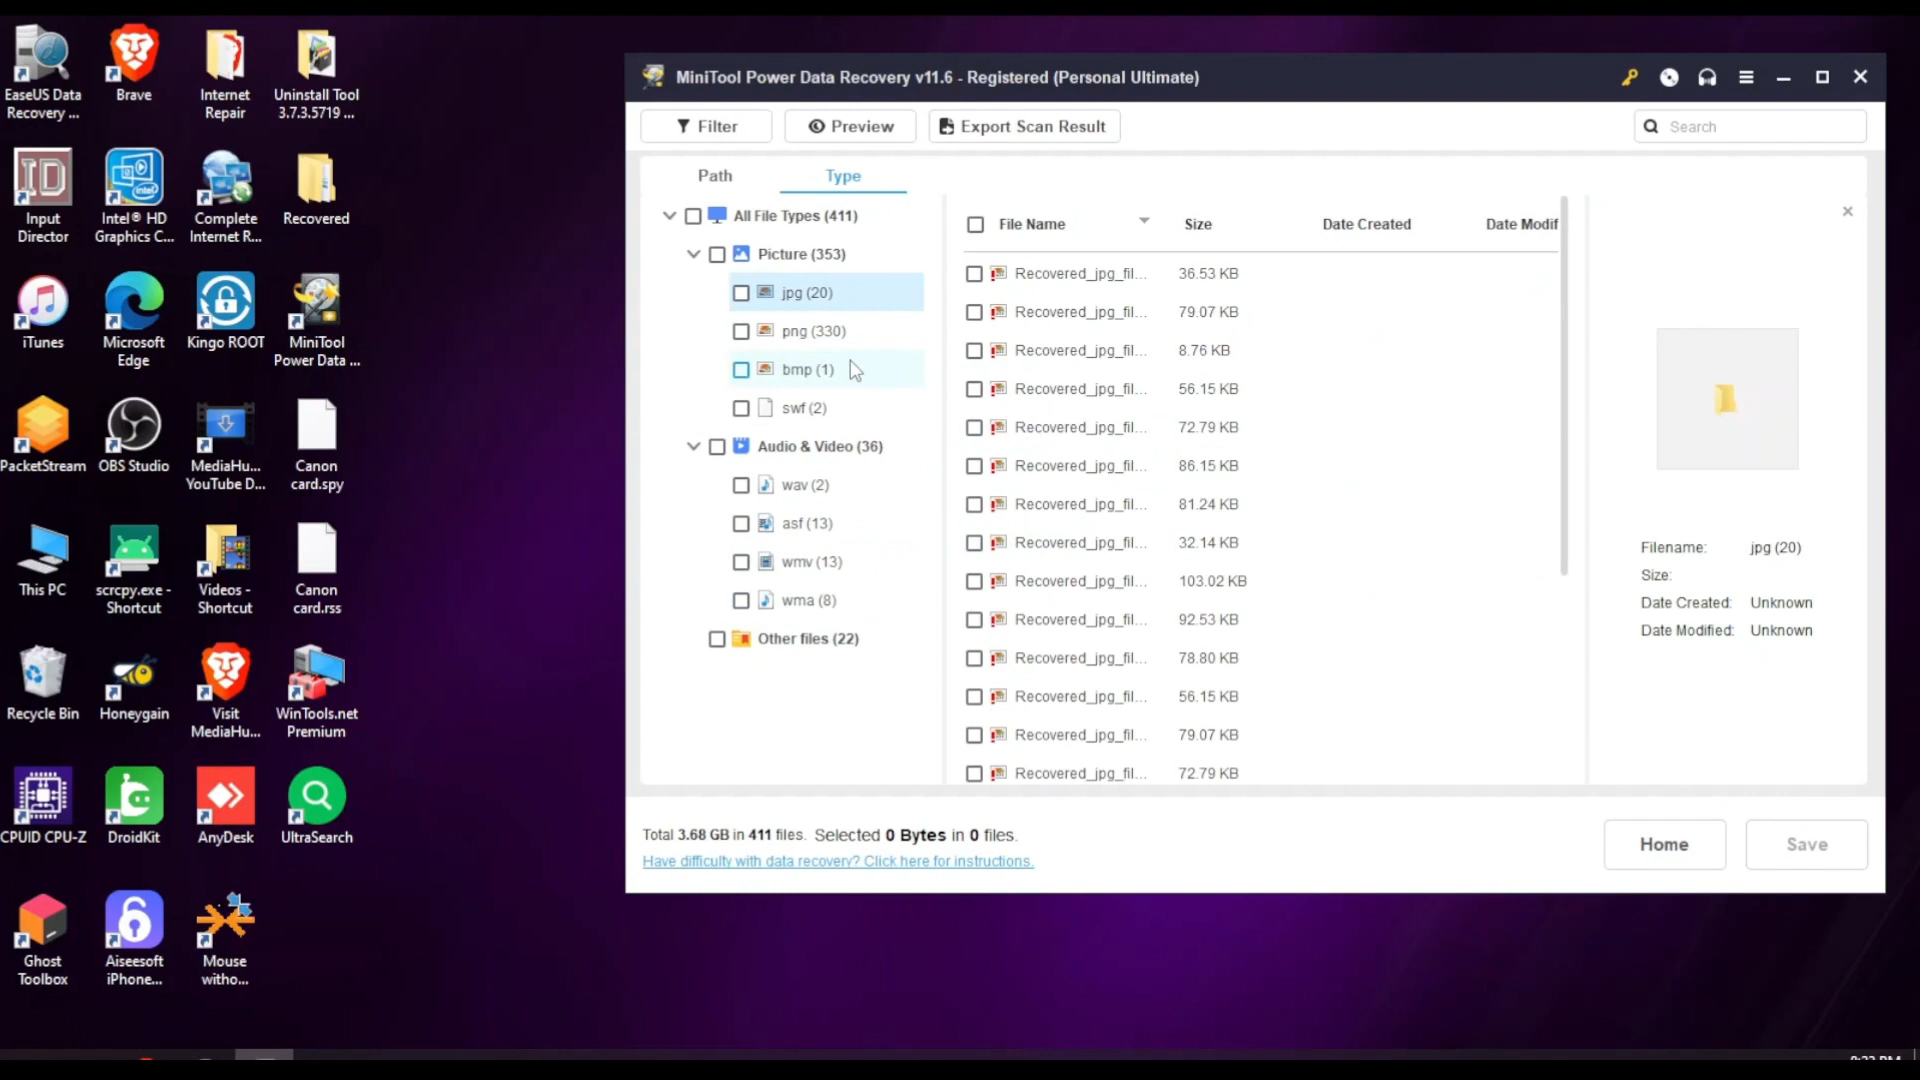 EaseUS Data
Recovery ...
Brave
Internet
Repair
Uninstall Tool
3.7.3.5719 ...
Input
Director
Intel® HD
Graphics C...
Complete
Internet R...
Recovered
iTunes
Microsoft
Edge
Kingo ROOT
MiniTool
Power Data ...
PacketStream
OBS Studio
MediaHu...
YouTube D...
Canon
card.spy
This PC
scrcpy.exe -
Shortcut
Videos -
Shortcut
Canon
card.rss
Recycle Bin
Honeygain
Visit
MediaHu...
WinTools.net
Premium
CPUID CPU-Z
DroidKit
AnyDesk
UltraSearch
Ghost
Toolbox
Aiseesoft
iPhone...
Mouse
witho...
MiniTool Power Data Recovery v11.6 - Registered (Personal Ultimate)
Filter
Preview
Export Scan Result
Search
Path
Type
All File Types (411)
Picture (353)
jpg (20)
png (330)
bmp (1)
swf (2)
Audio & Video (36)
wav (2)
asf (13)
wmv (13)
wma (8)
Other files (22)
File Name Size Date Created Date Modif
Recovered_jpg_fil... 36.53 KB
Recovered_jpg_fil... 79.07 KB
Recovered_jpg_fil... 8.76 KB
Recovered_jpg_fil... 56.15 KB
Recovered_jpg_fil... 72.79 KB
Recovered_jpg_fil... 86.15 KB
Recovered_jpg_fil... 81.24 KB
Recovered_jpg_fil... 32.14 KB
Recovered_jpg_fil... 103.02 KB
Recovered_jpg_fil... 92.53 KB
Recovered_jpg_fil... 78.80 KB
Recovered_jpg_fil... 56.15 KB
Recovered_jpg_fil... 79.07 KB
Recovered_jpg_fil... 72.79 KB
Filename: jpg (20)
Size:
Date Created: Unknown
Date Modified: Unknown
Total 3.68 GB in 411 files. Selected 0 Bytes in 0 files.
Have difficulty with data recovery? Click here for instructions.
Home
Save